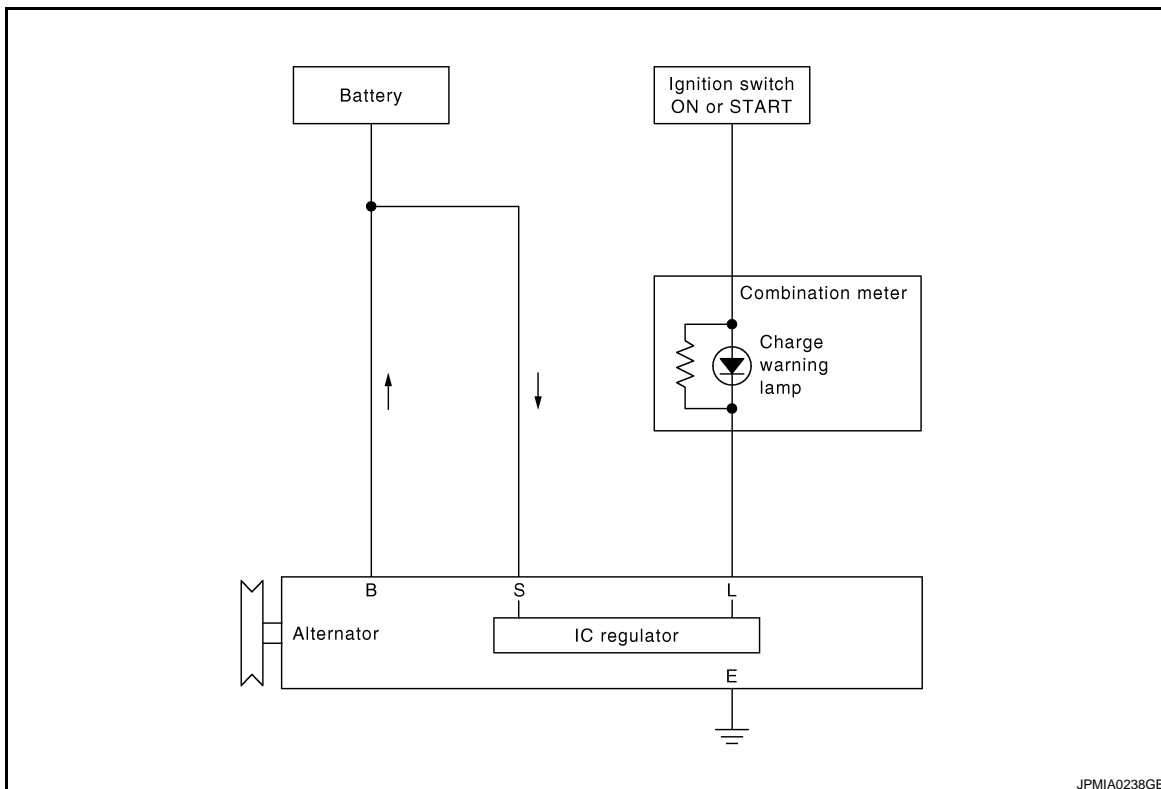 Battery
Ignition switch
ON or START
Combination meter
Charge
warning
lamp
B
S
L
Alternator
IC regulator
E
JPMIA0238GB